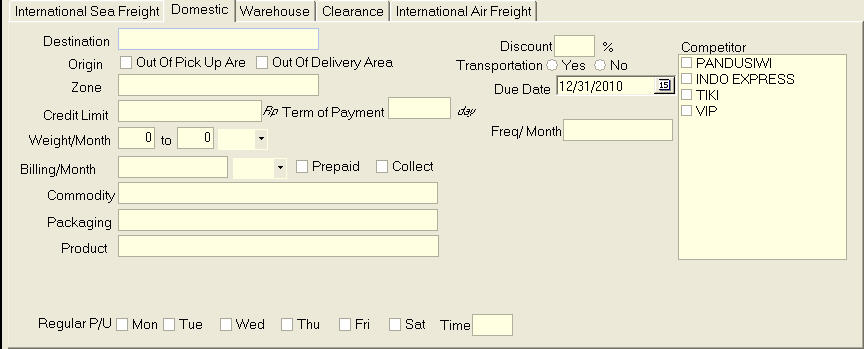 International Sea Freight Domestic Warehouse Clearance International Air Freight
Destination
Discount %
Competitor
Origin Out Of Pick Up Are Out Of Delivery Area
Transportation Yes No
PANDUSIWI
INDO EXPRESS
TIKI
VIP
Zone
Due Date 12/31/2010 15
Credit Limit Rp Term of Payment day
Freq/ Month
Weight/Month 0 to 0
Billing/Month Prepaid Collect
Commodity
Packaging
Product
Regular P/U Mon Tue Wed Thu Fri Sat Time